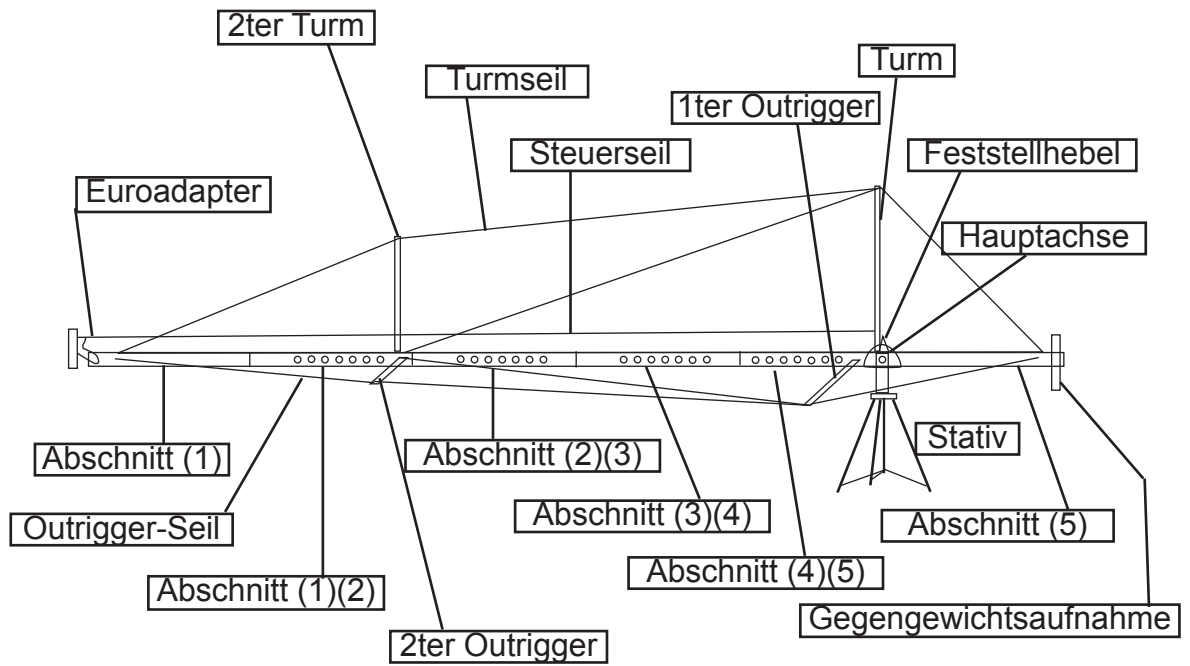 2ter Turm
Turm
Turmseil
1ter Outrigger
Steuerseil
Feststellhebel
Euroadapter
Hauptachse
Abschnitt (1)
Abschnitt (2)(3)
Stativ
Outrigger-Seil
Abschnitt (3)(4)
Abschnitt (5)
Abschnitt (1)(2)
Abschnitt (4)(5)
Gegengewichtsaufnahme
2ter Outrigger